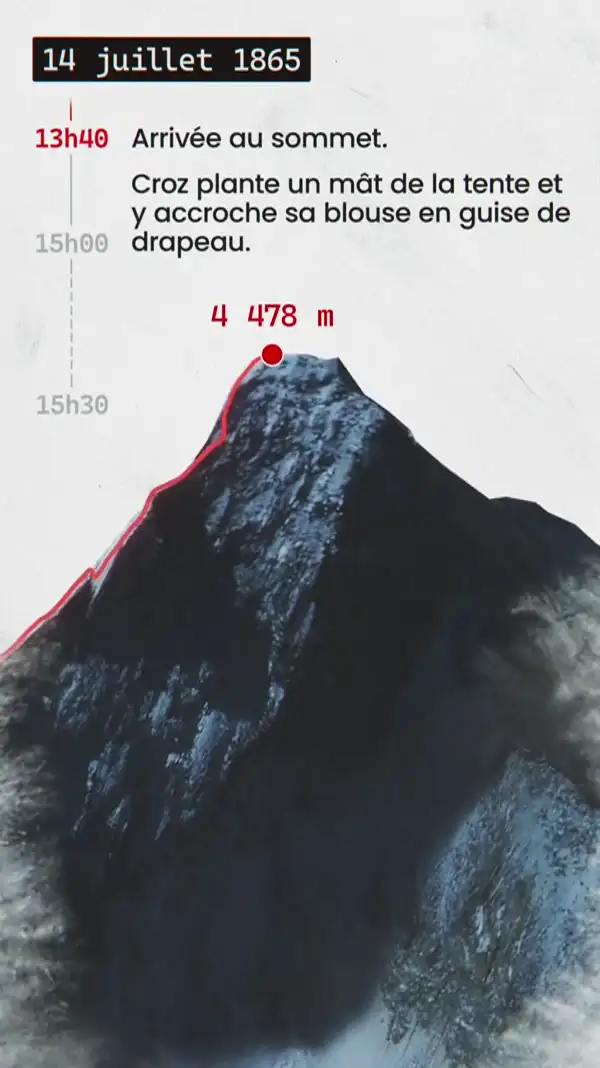 14 juillet 1865
13h40
Arrivée au sommet.
Croz plante un mât de la tente et
y accroche sa blouse en guise de
drapeau.
15h00
4 478 m
15h30